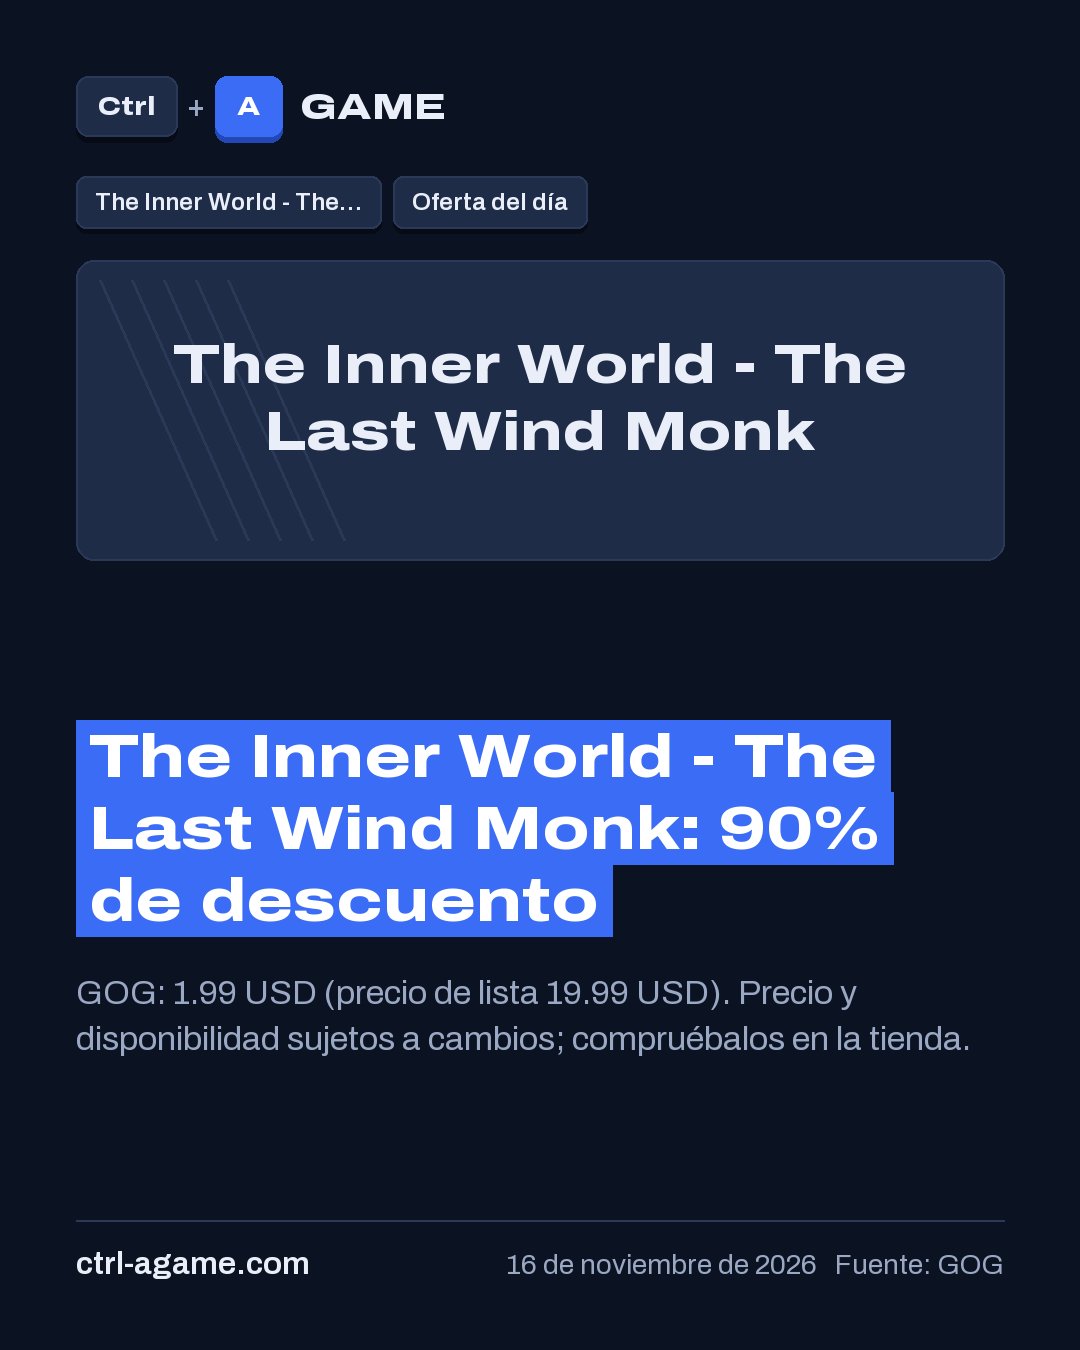 Ctrl + A GAME
The Inner World - The... Oferta del día
The Inner World - The
Last Wind Monk
The Inner World - The
Last Wind Monk: 90%
de descuento
GOG: 1.99 USD (precio de lista 19.99 USD). Precio y
disponibilidad sujetos a cambios; compruébalos en la tienda.
ctrl-agame.com 16 de noviembre de 2026 Fuente: GOG